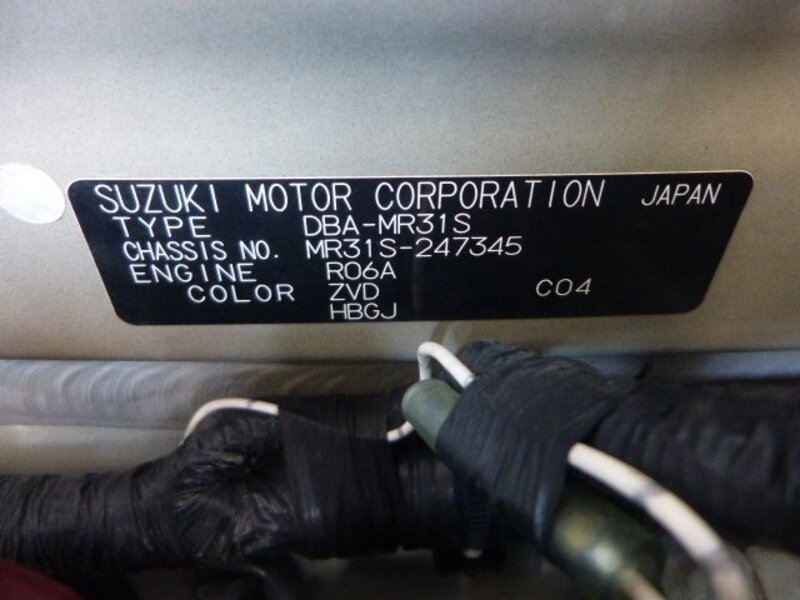 SUZUKI MOTOR CORPORATION JAPAN
TYPE DBA-MR31S
CHASSIS NO. MR31S-247345
ENGINE R06A
COLOR ZVD C04
HBGJ